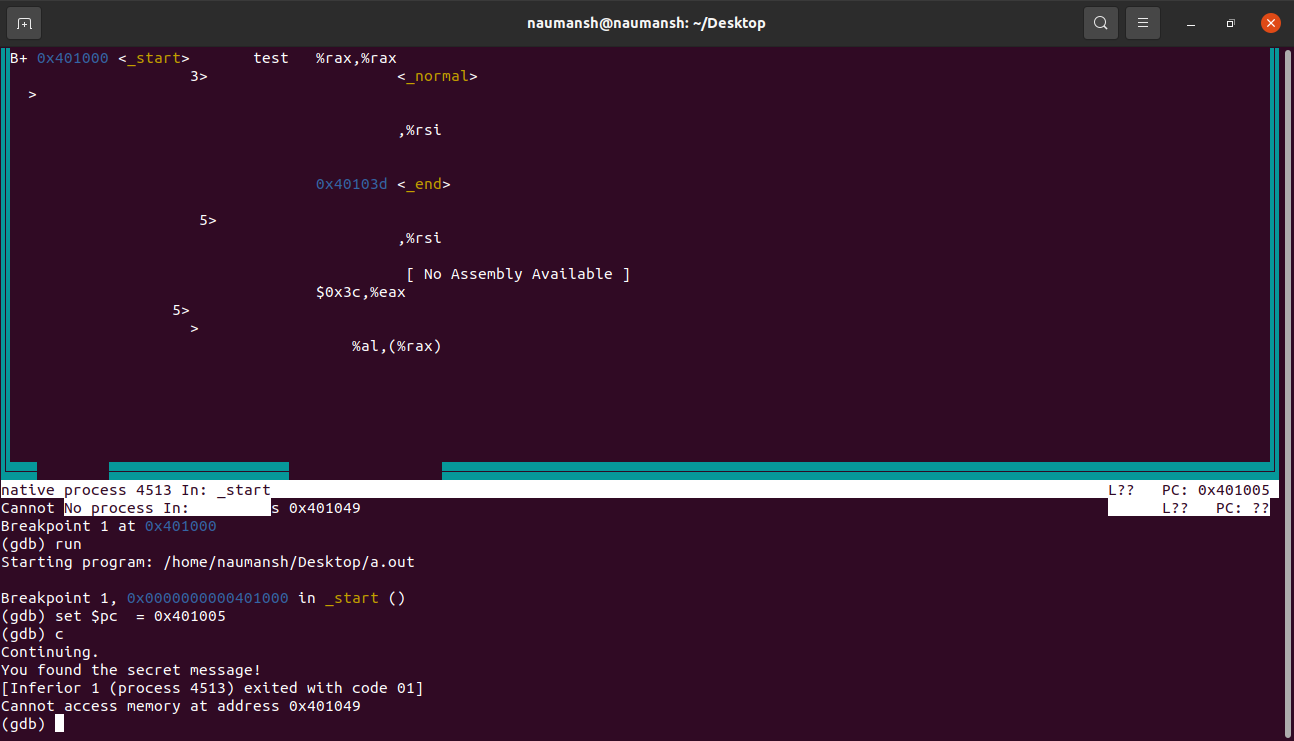 naumansh@naumansh: ~/Desktop
B+ 0x401000 <_start> test %rax,%rax
3> <_normal>
>
,%rsi
0x40103d <_end>
5>
,%rsi
[ No Assembly Available ]
$0x3c,%eax
5>
>
%al,(%rax)
native process 4513 In: _start L?? PC: 0x401005
Cannot No process In: s 0x401049 L?? PC: ??
Breakpoint 1 at 0x401000
(gdb) run
Starting program: /home/naumansh/Desktop/a.out
Breakpoint 1, 0x0000000000401000 in _start ()
(gdb) set $pc  = 0x401005
(gdb) c
Continuing.
You found the secret message!
[Inferior 1 (process 4513) exited with code 01]
Cannot access memory at address 0x401049
(gdb)